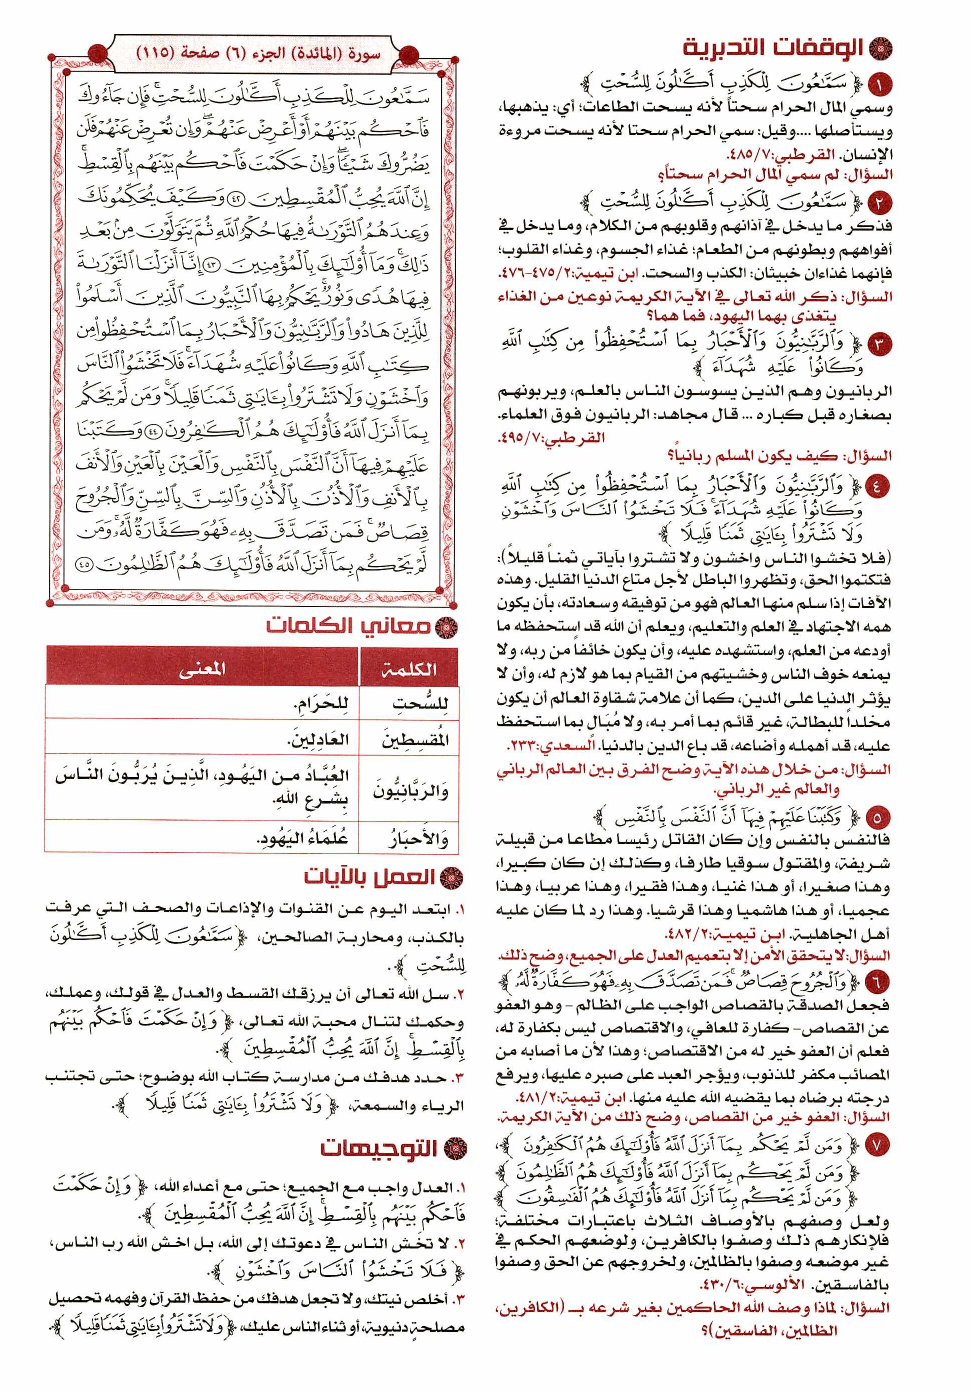 الوقفات التدبرية
١ ﴿ سَمَّٰعُونَ لِلْكَذِبِ أَكَّٰلُونَ لِلسُّحْتِ ﴾
وسمي المال الحرام سحتاً لأنه يسحت الطاعات؛ أي: يذهبها،
ويستأصلها ....وقيل: سمي الحرام سحتا لأنه يسحت مروءة
الإنسان. القرطبي:٤٨٥/٧.
السؤال: لم سمي المال الحرام سحتاً؟
٢ ﴿ سَمَّٰعُونَ لِلْكَذِبِ أَكَّٰلُونَ لِلسُّحْتِ ﴾
فذكر ما يدخل في آذانهم وقلوبهم من الكلام، وما يدخل في
أفواههم وبطونهم من الطعام؛ غذاء الجسوم، وغذاء القلوب؛
فإنهما غذاءان خبيثان: الكذب والسحت. ابن تيمية:٤٧٥/٢-٤٧٦.
السؤال: ذكر الله تعالى في الآية الكريمة نوعين من الغذاء
يتغذى بهما اليهود، فما هما؟
٣ ﴿ وَٱلرَّبَّٰنِيُّونَ وَٱلْأَحْبَارُ بِمَا ٱسْتُحْفِظُوا۟ مِن كِتَٰبِ ٱللَّهِ
وَكَانُوا۟ عَلَيْهِ شُهَدَآءَ ﴾
الربانيون وهم الذين يسوسون الناس بالعلم، ويربونهم
بصغاره قبل كباره ... قال مجاهد: الربانيون فوق العلماء.
القرطبي:٤٩٥/٧.
السؤال: كيف يكون المسلم ربانياً؟
٤ ﴿ وَٱلرَّبَّٰنِيُّونَ وَٱلْأَحْبَارُ بِمَا ٱسْتُحْفِظُوا۟ مِن كِتَٰبِ ٱللَّهِ
وَكَانُوا۟ عَلَيْهِ شُهَدَآءَ ۚ فَلَا تَخْشَوُا۟ ٱلنَّاسَ وَٱخْشَوْنِ
وَلَا تَشْتَرُوا۟ بِـَٔايَٰتِى ثَمَنًا قَلِيلًا ﴾
(فلا تخشوا الناس واخشون ولا تشتروا بآياتي ثمناً قليلاً):
فتكتموا الحق، وتظهروا الباطل لأجل متاع الدنيا القليل. وهذه
الآفات إذا سلم منها العالم فهو من توفيقه وسعادته، بأن يكون
همه الاجتهاد في العلم والتعليم، ويعلم أن الله قد استحفظه ما
أودعه من العلم، واستشهده عليه، وأن يكون خائفاً من ربه، ولا
يمنعه خوف الناس وخشيتهم من القيام بما هو لازم له، وأن لا
يؤثر الدنيا على الدين، كما أن علامة شقاوة العالم أن يكون
مخلداً للبطالة، غير قائم بما أمر به، ولا مُبَال بما استحفظ
عليه، قد أهمله وأضاعه، قد باع الدين بالدنيا. السعدي:٢٣٣.
السؤال: من خلال هذه الآية وضح الفرق بين العالم الرباني
والعالم غير الرباني.
٥ ﴿ وَكَتَبْنَا عَلَيْهِمْ فِيهَآ أَنَّ ٱلنَّفْسَ بِٱلنَّفْسِ ﴾
فالنفس بالنفس وإن كان القاتل رئيسا مطاعا من قبيلة
شريفة، والمقتول سوقيا طارفا، وكذلك إن كان كبيرا،
وهذا صغيرا، أو هذا غنيا، وهذا فقيرا، وهذا عربيا، وهذا
عجميا، أو هذا هاشميا وهذا قرشيا. وهذا رد لما كان عليه
أهل الجاهلية. ابن تيمية:٤٨٢/٢.
السؤال:لا يتحقق الأمن إلا بتعميم العدل على الجميع، وضح ذلك.
٦ ﴿ وَٱلْجُرُوحَ قِصَاصٌ ۚ فَمَن تَصَدَّقَ بِهِۦ فَهُوَ كَفَّارَةٌ لَّهُۥ ﴾
فجعل الصدقة بالقصاص الواجب على الظالم - وهو العفو
عن القصاص- كفارة للعافي، والاقتصاص ليس بكفارة له،
فعلم أن العفو خير له من الاقتصاص؛ وهذا لأن ما أصابه من
المصائب مكفر للذنوب، ويؤجر العبد على صبره عليها، ويرفع
درجته برضاه بما يقضيه الله عليه منها. ابن تيمية:٤٨١/٢.
السؤال: العفو خير من القصاص، وضح ذلك من الآية الكريمة.
٧ ﴿ وَمَن لَّمْ يَحْكُم بِمَآ أَنزَلَ ٱللَّهُ فَأُو۟لَٰٓئِكَ هُمُ ٱلْكَٰفِرُونَ ﴾،
﴿ وَمَن لَّمْ يَحْكُم بِمَآ أَنزَلَ ٱللَّهُ فَأُو۟لَٰٓئِكَ هُمُ ٱلظَّٰلِمُونَ ﴾
﴿ وَمَن لَّمْ يَحْكُم بِمَآ أَنزَلَ ٱللَّهُ فَأُو۟لَٰٓئِكَ هُمُ ٱلْفَٰسِقُونَ ﴾
ولعل وصفهم بالأوصاف الثلاث باعتبارات مختلفة؛
فلإنكارهم ذلك وصفوا بالكافرين، ولوضعهم الحكم في
غير موضعه وصفوا بالظالمين، ولخروجهم عن الحق وصفوا
بالفاسقين. الألوسي:٤٣٠/٦.
السؤال: لماذا وصف الله الحاكمين بغير شرعه بـ (الكافرين،
الظالمين، الفاسقين)؟
سورة (المائدة) الجزء (٦) صفحة (١١٥)
سَمَّٰعُونَ لِلْكَذِبِ أَكَّٰلُونَ لِلسُّحْتِ ۚ فَإِن جَآءُوكَ
فَٱحْكُم بَيْنَهُمْ أَوْ أَعْرِضْ عَنْهُمْ ۖ وَإِن تُعْرِضْ عَنْهُمْ فَلَن
يَضُرُّوكَ شَيْـًٔا ۖ وَإِنْ حَكَمْتَ فَٱحْكُم بَيْنَهُم بِٱلْقِسْطِ ۚ
إِنَّ ٱللَّهَ يُحِبُّ ٱلْمُقْسِطِينَ ٤٢ وَكَيْفَ يُحَكِّمُونَكَ
وَعِندَهُمُ ٱلتَّوْرَىٰةُ فِيهَا حُكْمُ ٱللَّهِ ثُمَّ يَتَوَلَّوْنَ مِنۢ بَعْدِ
ذَٰلِكَ ۚ وَمَآ أُو۟لَٰٓئِكَ بِٱلْمُؤْمِنِينَ ٤٣ إِنَّآ أَنزَلْنَا ٱلتَّوْرَىٰةَ
فِيهَا هُدًى وَنُورٌ ۚ يَحْكُمُ بِهَا ٱلنَّبِيُّونَ ٱلَّذِينَ أَسْلَمُوا۟
لِلَّذِينَ هَادُوا۟ وَٱلرَّبَّٰنِيُّونَ وَٱلْأَحْبَارُ بِمَا ٱسْتُحْفِظُوا۟ مِن
كِتَٰبِ ٱللَّهِ وَكَانُوا۟ عَلَيْهِ شُهَدَآءَ ۚ فَلَا تَخْشَوُا۟ ٱلنَّاسَ
وَٱخْشَوْنِ وَلَا تَشْتَرُوا۟ بِـَٔايَٰتِى ثَمَنًا قَلِيلًا ۚ وَمَن لَّمْ يَحْكُم
بِمَآ أَنزَلَ ٱللَّهُ فَأُو۟لَٰٓئِكَ هُمُ ٱلْكَٰفِرُونَ ٤٤ وَكَتَبْنَا
عَلَيْهِمْ فِيهَآ أَنَّ ٱلنَّفْسَ بِٱلنَّفْسِ وَٱلْعَيْنَ بِٱلْعَيْنِ وَٱلْأَنفَ
بِٱلْأَنفِ وَٱلْأُذُنَ بِٱلْأُذُنِ وَٱلسِّنَّ بِٱلسِّنِّ وَٱلْجُرُوحَ
قِصَاصٌ ۚ فَمَن تَصَدَّقَ بِهِۦ فَهُوَ كَفَّارَةٌ لَّهُۥ ۚ وَمَن
لَّمْ يَحْكُم بِمَآ أَنزَلَ ٱللَّهُ فَأُو۟لَٰٓئِكَ هُمُ ٱلظَّٰلِمُونَ ٤٥
معاني الكلمات
الكلمة المعنى
لِلسُّحتِ لِلحَرَامِ.
المُقسِطِينَ العَادِلِينَ.
وَالرَبَّانِيُّونَ العُبَّادُ من اليَهُودِ، الَّذِينَ يُرَبُّونَ النَّاسَ
بِشَرعِ اللهِ.
وَالأَحبَارُ عُلَمَاءُ اليَهُودِ.
العمل بالآيات
١. ابتعد اليوم عن القنوات والإذاعات والصحف التي عرفت
بالكذب، ومحاربة الصالحين، ﴿ سَمَّٰعُونَ لِلْكَذِبِ أَكَّٰلُونَ
لِلسُّحْتِ ﴾.
٢. سل الله تعالى أن يرزقك القسط والعدل في قولك، وعملك،
وحكمك لتنال محبة الله تعالى، ﴿ وَإِنْ حَكَمْتَ فَٱحْكُم بَيْنَهُم
بِٱلْقِسْطِ ۚ إِنَّ ٱللَّهَ يُحِبُّ ٱلْمُقْسِطِينَ ﴾.
٣. حدد هدفك من مدارسة كتاب الله بوضوح؛ حتى تجتنب
الرياء والسمعة، ﴿ وَلَا تَشْتَرُوا۟ بِـَٔايَٰتِى ثَمَنًا قَلِيلًا ﴾.
التوجيهات
١. العدل واجب مع الجميع؛ حتى مع أعداء الله، ﴿ وَإِنْ حَكَمْتَ
فَٱحْكُم بَيْنَهُم بِٱلْقِسْطِ ۚ إِنَّ ٱللَّهَ يُحِبُّ ٱلْمُقْسِطِينَ ﴾.
٢. لا تخش الناس في دعوتك إلى الله، بل اخش الله رب الناس،
﴿ فَلَا تَخْشَوُا۟ ٱلنَّاسَ وَٱخْشَوْنِ ﴾.
٣. أخلص نيتك، ولا تجعل هدفك من حفظ القرآن وفهمه تحصيل
مصلحة دنيوية، أو ثناء الناس عليك، ﴿ وَلَا تَشْتَرُوا۟ بِـَٔايَٰتِى ثَمَنًا قَلِيلًا ﴾.